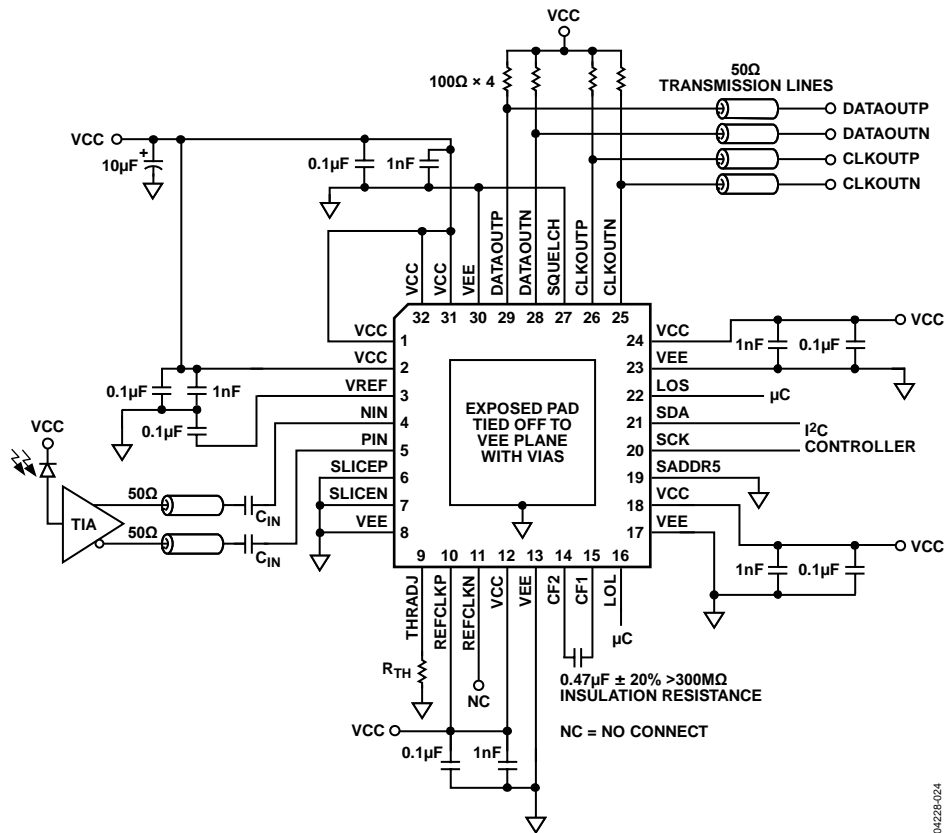 VCC
100Ω × 4
50Ω
TRANSMISSION LINES
DATAOUTP
DATAOUTN
CLKOUTP
CLKOUTN
VCC
10µF
+
0.1µF
1nF
VCC
VCC
VEE
DATAOUTP
DATAOUTN
SQUELCH
CLKOUTP
CLKOUTN
32
31
30
29
28
27
26
25
VCC
1
VCC
2
VREF
3
NIN
4
PIN
5
SLICEP
6
SLICEN
7
VEE
8
0.1µF
1nF
0.1µF
VCC
TIA
50Ω
CIN
50Ω
CIN
EXPOSED PAD
TIED OFF TO
VEE PLANE
WITH VIAS
24
VCC
23
VEE
22
LOS
21
SDA
20
SCK
19
SADDR5
18
VCC
17
VEE
1nF
0.1µF
VCC
µC
I²C
CONTROLLER
VCC
1nF
0.1µF
9
10
11
12
13
14
15
16
THRADJ
REFCLKP
REFCLKN
VCC
VEE
CF2
CF1
LOL
µC
RTH
NC
0.47µF ± 20% >300MΩ
INSULATION RESISTANCE
NC = NO CONNECT
VCC
0.1µF
1nF
04228-024